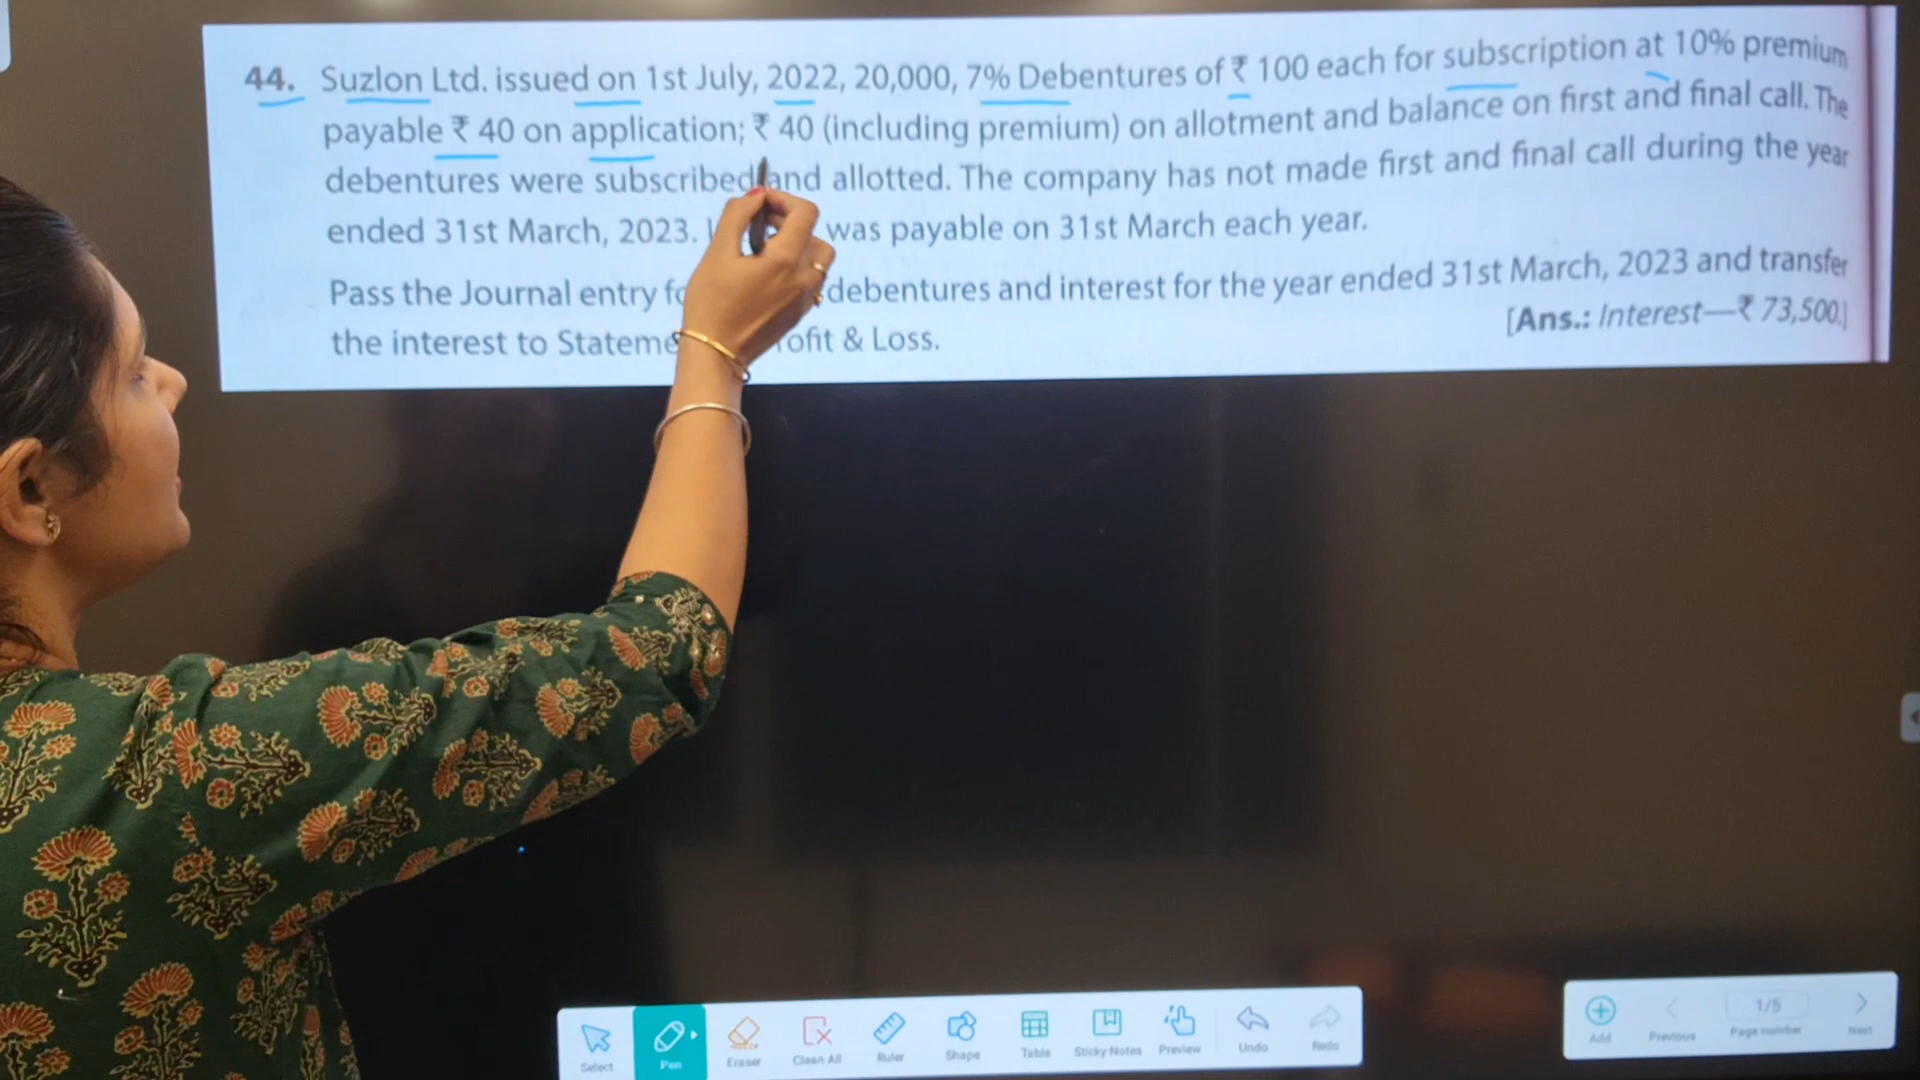 44. Suzlon Ltd. issued on 1st July, 2022, 20,000, 7% Debentures of ₹ 100 each for subscription at 10% premium
payable ₹ 40 on application; ₹ 40 (including premium) on allotment and balance on first and final call. The
debentures were subscribed and allotted. The company has not made first and final call during the year
ended 31st March, 2023. was payable on 31st March each year.
Pass the Journal entry debentures and interest for the year ended 31st March, 2023 and transfer
the interest to & Loss.
[Ans.: Interest—₹ 73,500.]
Select
Pen
Eraser
Clean All
Ruler
Shape
Table
Sticky Notes
Preview
Undo
Redo
Add
Previous
1/5
Page number
Next